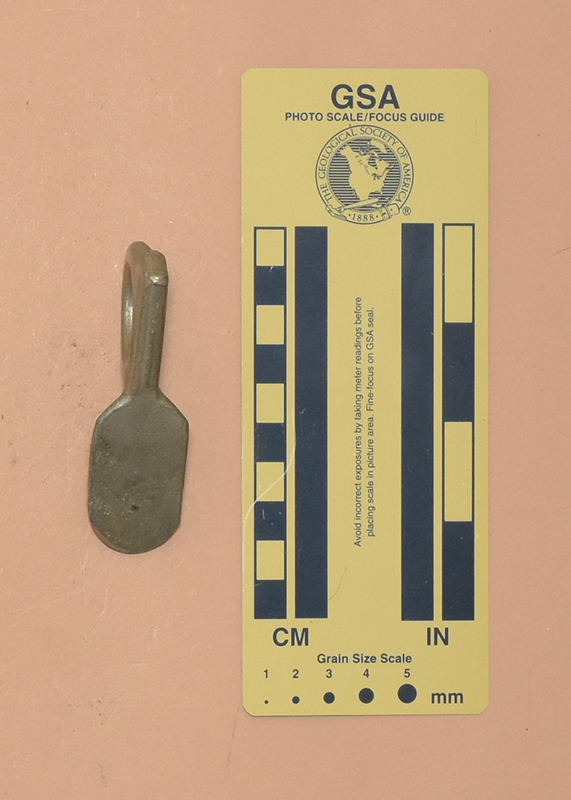 GSA
PHOTO SCALE/FOCUS GUIDE
THE GEOLOGICAL SOCIETY OF AMERICA
1888
®
Avoid incorrect exposures by taking meter readings before
placing scale in picture area. Fine-focus on GSA seal.
CM IN
Grain Size Scale
1 2 3 4 5
mm